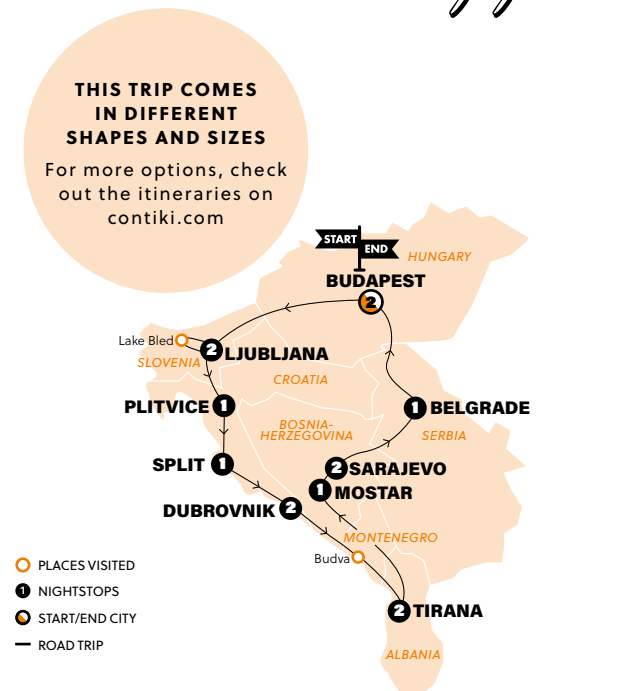 THIS TRIP COMES
IN DIFFERENT
SHAPES AND SIZES
For more options, check
out the itineraries on
contiki.com
START
END
HUNGARY
BUDAPEST
2
Lake Bled
2 LJUBLJANA
SLOVENIA
CROATIA
PLITVICE 1
1 BELGRADE
BOSNIA-
HERZEGOVINA
SERBIA
SPLIT 1
2 SARAJEVO
1 MOSTAR
DUBROVNIK 2
MONTENEGRO
Budva
PLACES VISITED
1 NIGHTSTOPS
2 TIRANA
START/END CITY
ROAD TRIP
ALBANIA